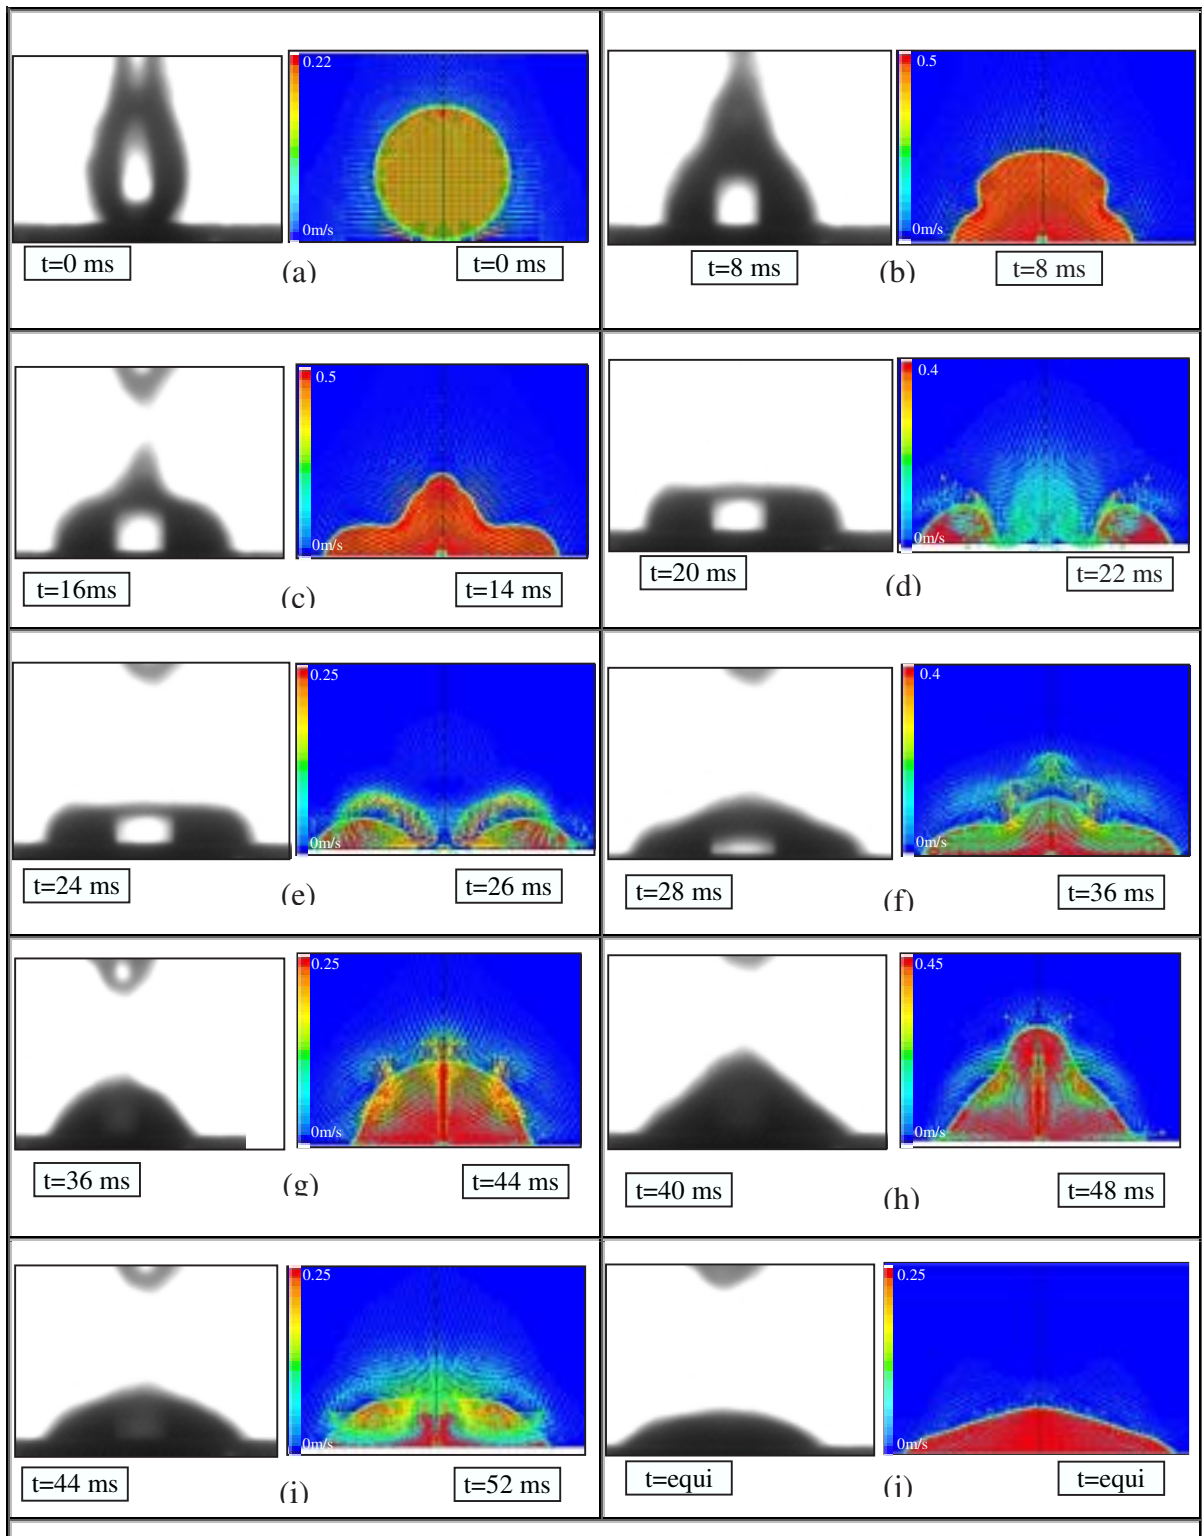 0.22
0m/s
t=0 ms
(a)
t=0 ms
0.5
0m/s
t=8 ms
(b)
t=8 ms
0.5
0m/s
t=16ms
(c)
t=14 ms
0.4
0m/s
t=20 ms
(d)
t=22 ms
0.25
0m/s
t=24 ms
(e)
t=26 ms
0.4
0m/s
t=28 ms
(f)
t=36 ms
0.25
0m/s
t=36 ms
(g)
t=44 ms
0.45
0m/s
t=40 ms
(h)
t=48 ms
0.25
0m/s
t=44 ms
(i)
t=52 ms
0.25
0m/s
t=equi
(j)
t=equi